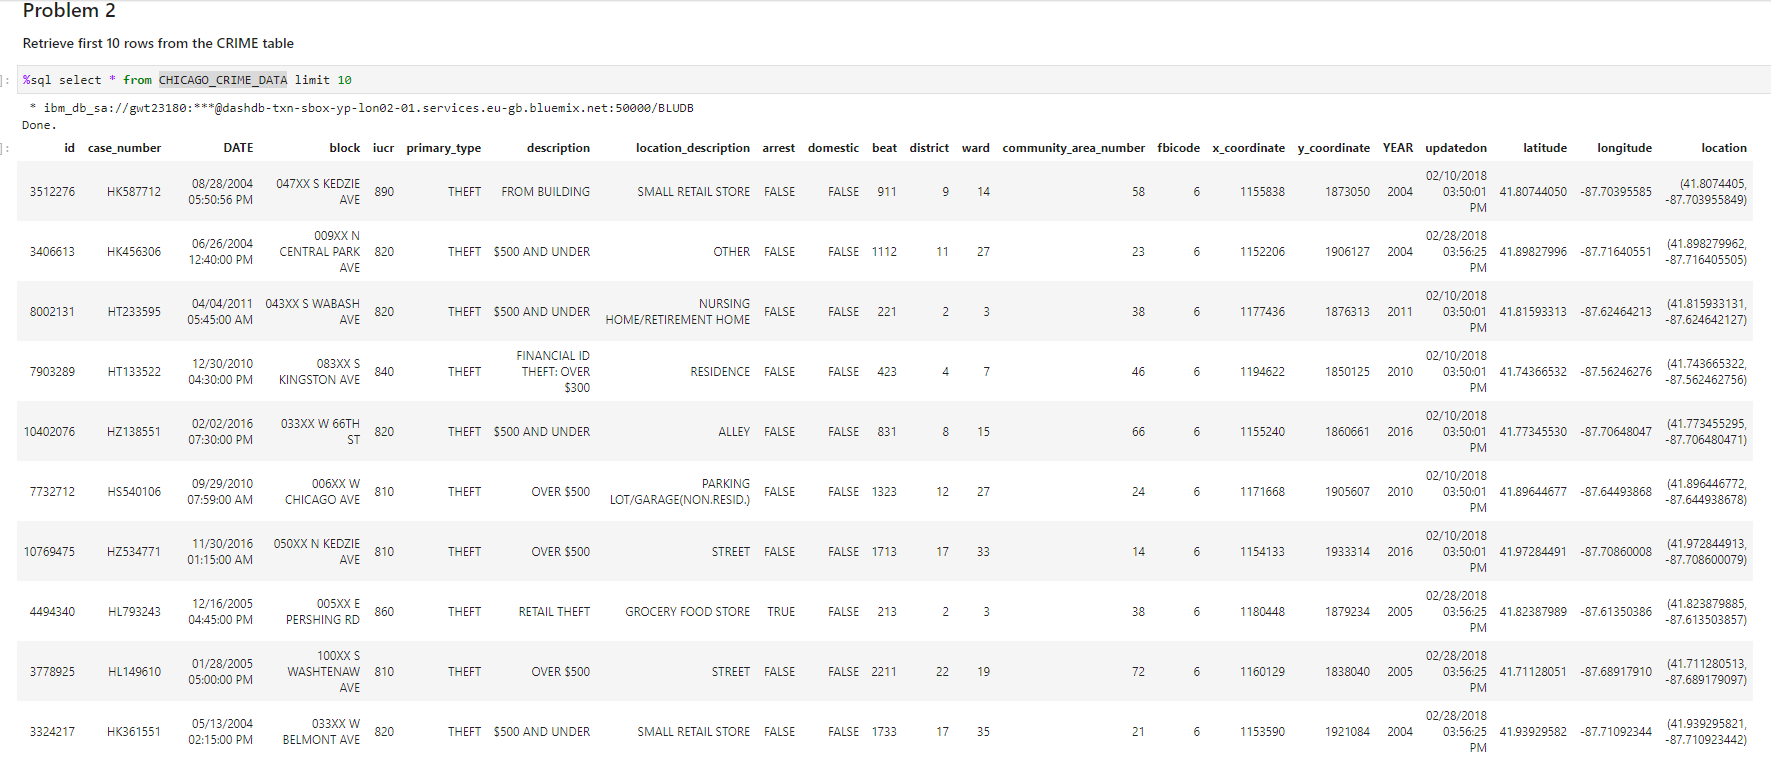 Problem 2
Retrieve first 10 rows from the CRIME table
]: %sql select * from CHICAGO_CRIME_DATA limit 10
* ibm_db_sa://gwt23180:***@dashdb-txn-sbox-yp-lon02-01.services.eu-gb.bluemix.net:50000/BLUDB
Done.
]: id case_number DATE block iucr primary_type description location_description arrest domestic beat district ward community_area_number fbicode x_coordinate y_coordinate YEAR updatedon latitude longitude location
3512276 HK587712 08/28/2004 05:50:56 PM 047XX S KEDZIE AVE 890 THEFT FROM BUILDING SMALL RETAIL STORE FALSE FALSE 911 9 14 58 6 1155838 1873050 2004 02/10/2018 03:50:01 PM 41.80744050 -87.70395585 (41.8074405, -87.703955849)
3406613 HK456306 06/26/2004 12:40:00 PM 009XX N CENTRAL PARK AVE 820 THEFT $500 AND UNDER OTHER FALSE FALSE 1112 11 27 23 6 1152206 1906127 2004 02/28/2018 03:56:25 PM 41.89827996 -87.71640551 (41.898279962, -87.716405505)
8002131 HT233595 04/04/2011 05:45:00 AM 043XX S WABASH AVE 820 THEFT $500 AND UNDER NURSING HOME/RETIREMENT HOME FALSE FALSE 221 2 3 38 6 1177436 1876313 2011 02/10/2018 03:50:01 PM 41.81593313 -87.62464213 (41.815933131, -87.624642127)
7903289 HT133522 12/30/2010 04:30:00 PM 083XX S KINGSTON AVE 840 THEFT FINANCIAL ID THEFT: OVER $300 RESIDENCE FALSE FALSE 423 4 7 46 6 1194622 1850125 2010 02/10/2018 03:50:01 PM 41.74366532 -87.56246276 (41.743665322, -87.562462756)
10402076 HZ138551 02/02/2016 07:30:00 PM 033XX W 66TH ST 820 THEFT $500 AND UNDER ALLEY FALSE FALSE 831 8 15 66 6 1155240 1860661 2016 02/10/2018 03:50:01 PM 41.77345530 -87.70648047 (41.773455295, -87.706480471)
7732712 HS540106 09/29/2010 07:59:00 AM 006XX W CHICAGO AVE 810 THEFT OVER $500 PARKING LOT/GARAGE(NON.RESID.) FALSE FALSE 1323 12 27 24 6 1171668 1905607 2010 02/10/2018 03:50:01 PM 41.89644677 -87.64493868 (41.896446772, -87.644938678)
10769475 HZ534771 11/30/2016 01:15:00 AM 050XX N KEDZIE AVE 810 THEFT OVER $500 STREET FALSE FALSE 1713 17 33 14 6 1154133 1933314 2016 02/10/2018 03:50:01 PM 41.97284491 -87.70860008 (41.972844913, -87.708600079)
4494340 HL793243 12/16/2005 04:45:00 PM 005XX E PERSHING RD 860 THEFT RETAIL THEFT GROCERY FOOD STORE TRUE FALSE 213 2 3 38 6 1180448 1879234 2005 02/28/2018 03:56:25 PM 41.82387989 -87.61350386 (41.823879885, -87.613503857)
3778925 HL149610 01/28/2005 05:00:00 PM 100XX S WASHTENAW AVE 810 THEFT OVER $500 STREET FALSE FALSE 2211 22 19 72 6 1160129 1838040 2005 02/28/2018 03:56:25 PM 41.71128051 -87.68917910 (41.711280513, -87.689179097)
3324217 HK361551 05/13/2004 02:15:00 PM 033XX W BELMONT AVE 820 THEFT $500 AND UNDER SMALL RETAIL STORE FALSE FALSE 1733 17 35 21 6 1153590 1921084 2004 02/28/2018 03:56:25 PM 41.93929582 -87.71092344 (41.939295821, -87.710923442)